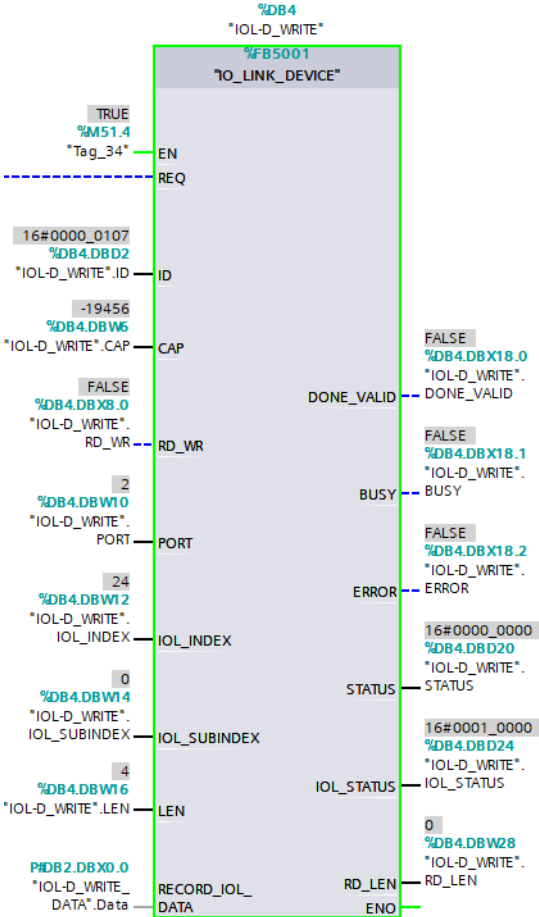 %DB4
"IOL-D_WRITE"
%FB5001
"IO_LINK_DEVICE"
TRUE
%M51.4
"Tag_34"
EN
REQ
16#0000_0107
%DB4.DBD2
"IOL-D_WRITE".ID
ID
-19456
%DB4.DBW6
"IOL-D_WRITE".CAP
CAP
FALSE
%DB4.DBX8.0
"IOL-D_WRITE".
RD_WR
RD_WR
2
%DB4.DBW10
"IOL-D_WRITE".
PORT
PORT
24
%DB4.DBW12
"IOL-D_WRITE".
IOL_INDEX
IOL_INDEX
0
%DB4.DBW14
"IOL-D_WRITE".
IOL_SUBINDEX
IOL_SUBINDEX
4
%DB4.DBW16
"IOL-D_WRITE".LEN
LEN
P#DB2.DBX0.0
"IOL-D_WRITE_
DATA".Data
RECORD_IOL_
DATA
FALSE
%DB4.DBX18.0
"IOL-D_WRITE".
DONE_VALID
DONE_VALID
FALSE
%DB4.DBX18.1
"IOL-D_WRITE".
BUSY
BUSY
FALSE
%DB4.DBX18.2
"IOL-D_WRITE".
ERROR
ERROR
16#0000_0000
%DB4.DBD20
"IOL-D_WRITE".
STATUS
STATUS
16#0001_0000
%DB4.DBD24
"IOL-D_WRITE".
IOL_STATUS
IOL_STATUS
0
%DB4.DBW28
"IOL-D_WRITE".
RD_LEN
RD_LEN
ENO